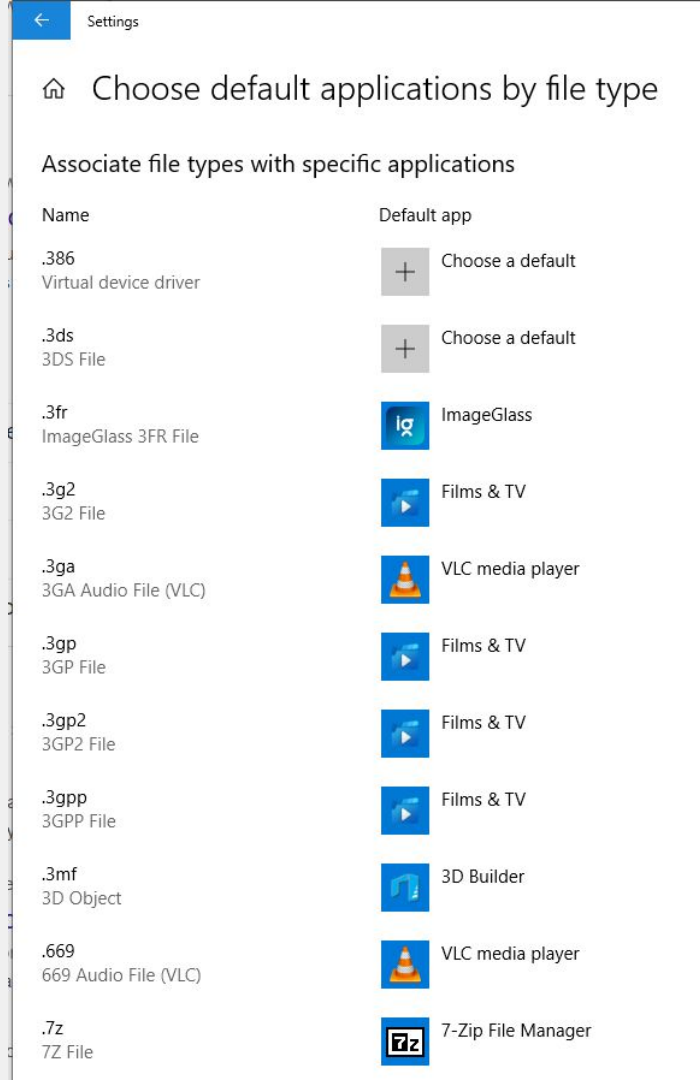 Settings
Choose default applications by file type
Associate file types with specific applications
Name Default app
.386 Choose a default
Virtual device driver
.3ds Choose a default
3DS File
.3fr ImageGlass
ImageGlass 3FR File
ig
.3g2 Films & TV
3G2 File
.3ga VLC media player
3GA Audio File (VLC)
.3gp Films & TV
3GP File
.3gp2 Films & TV
3GP2 File
.3gpp Films & TV
3GPP File
.3mf 3D Builder
3D Object
.669 VLC media player
669 Audio File (VLC)
.7z 7-Zip File Manager
7Z File
7z